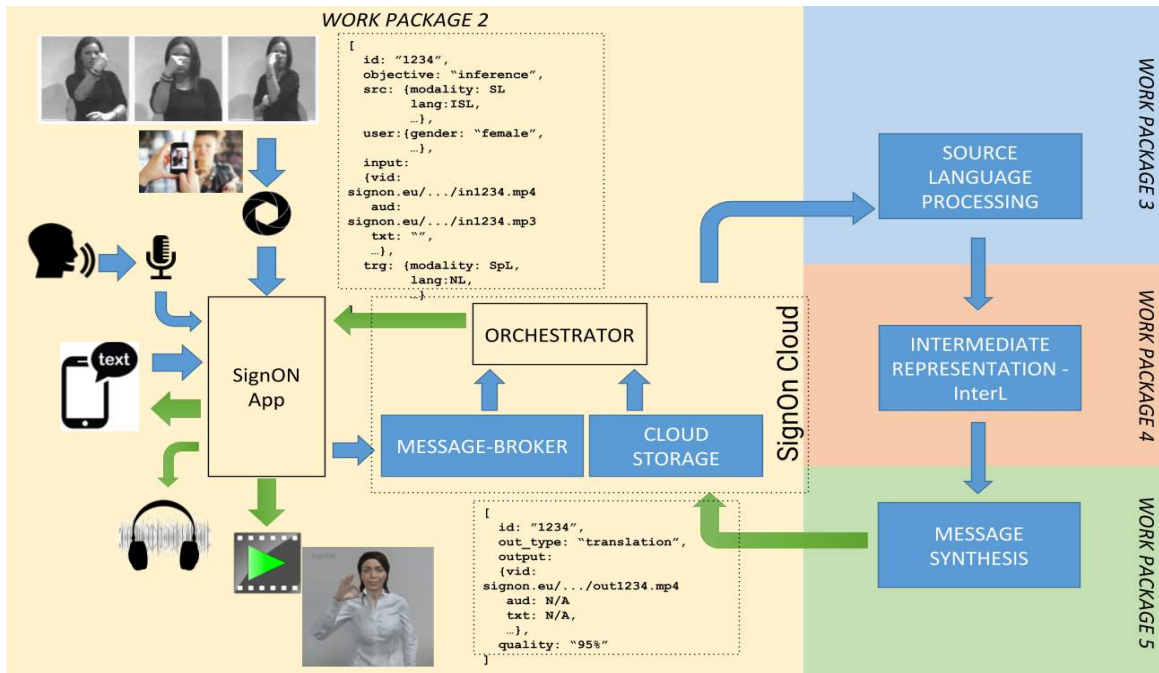 WORK PACKAGE 2
[
id: "1234",
objective: "inference",
src: {modality: SL
lang:ISL,
…},
user:{gender: "female",
…},
input:
{vid:
signon.eu/.../in1234.mp4
aud:
signon.eu/.../in1234.mp3
txt: "",
…},
trg: {modality: SpL,
lang:NL,
…}
]
text
SignON
App
ORCHESTRATOR
MESSAGE-BROKER
CLOUD
STORAGE
SignOn Cloud
[
id: "1234",
out_type: "translation",
output:
{vid:
signon.eu/.../out1234.mp4
aud: N/A
txt: N/A,
…},
quality: "95%"
]
SignON
WORK PACKAGE 3
SOURCE
LANGUAGE
PROCESSING
WORK PACKAGE 4
INTERMEDIATE
REPRESENTATION -
InterL
WORK PACKAGE 5
MESSAGE
SYNTHESIS